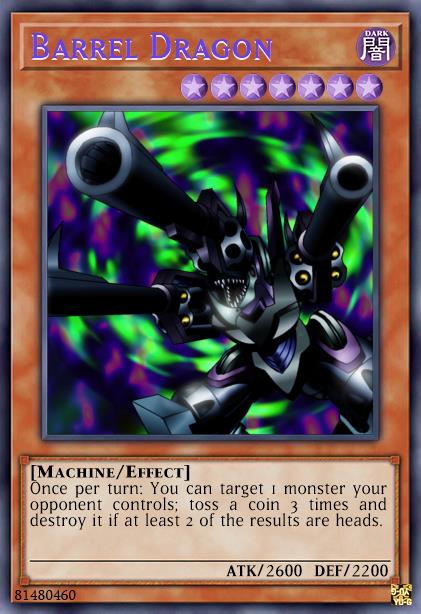 Barrel Dragon
DARK
闇
[Machine/Effect]
Once per turn: You can target 1 monster your
opponent controls; toss a coin 3 times and
destroy it if at least 2 of the results are heads.
ATK/2600 DEF/2200
81480460